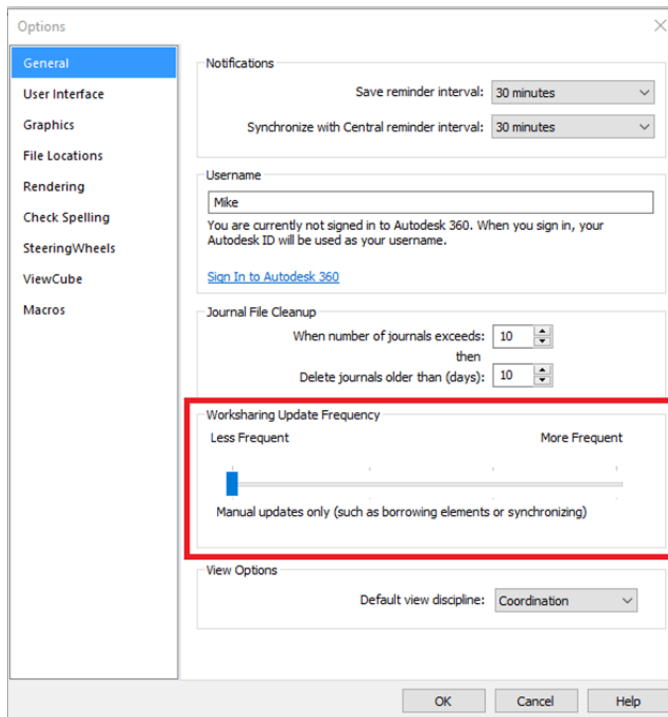 Options
General
User Interface
Graphics
File Locations
Rendering
Check Spelling
SteeringWheels
ViewCube
Macros
Notifications
Save reminder interval: 30 minutes
Synchronize with Central reminder interval: 30 minutes
Username
Mike
You are currently not signed in to Autodesk 360. When you sign in, your
Autodesk ID will be used as your username.
Sign In to Autodesk 360
Journal File Cleanup
When number of journals exceeds: 10
then
Delete journals older than (days): 10
Worksharing Update Frequency
Less Frequent More Frequent
Manual updates only (such as borrowing elements or synchronizing)
View Options
Default view discipline: Coordination
OK Cancel Help